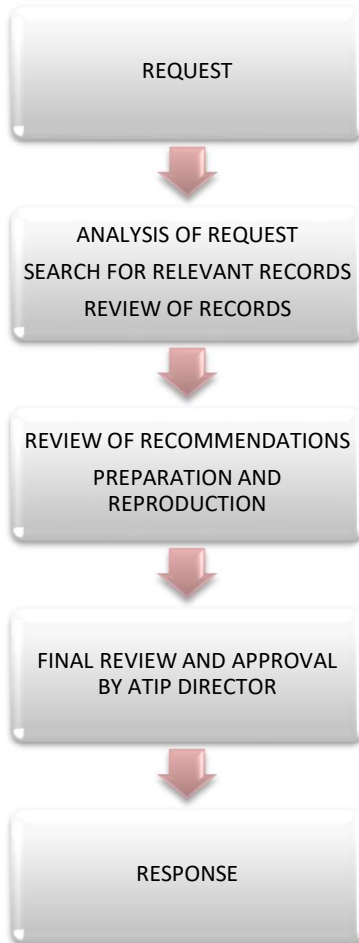 REQUEST
ANALYSIS OF REQUEST
SEARCH FOR RELEVANT RECORDS
REVIEW OF RECORDS
REVIEW OF RECOMMENDATIONS
PREPARATION AND
REPRODUCTION
FINAL REVIEW AND APPROVAL
BY ATIP DIRECTOR
RESPONSE